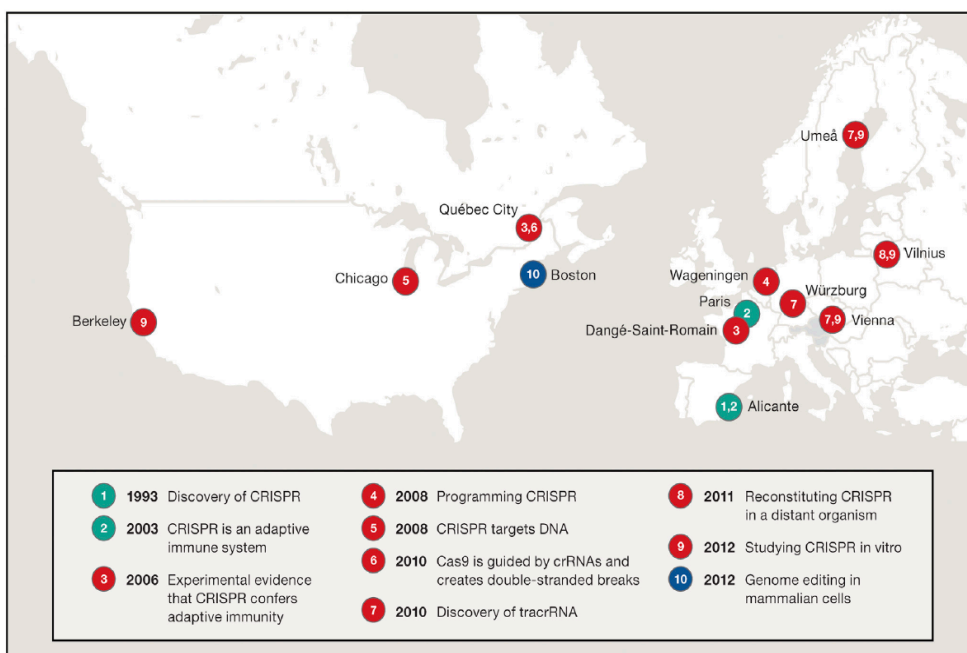 Umeå
7,9
Québec City
3,6
8,9
Vilnius
Chicago
5
10
Boston
Wageningen
4
Würzburg
7
Paris
2
Berkeley
9
Dangé-Saint-Romain
3
7,9
Vienna
1,2
Alicante
1 1993 Discovery of CRISPR
2 2003 CRISPR is an adaptive
immune system
3 2006 Experimental evidence
that CRISPR confers
adaptive immunity
4 2008 Programming CRISPR
5 2008 CRISPR targets DNA
6 2010 Cas9 is guided by crRNAs and
creates double-stranded breaks
7 2010 Discovery of tracrRNA
8 2011 Reconstituting CRISPR
in a distant organism
9 2012 Studying CRISPR in vitro
10 2012 Genome editing in
mammalian cells